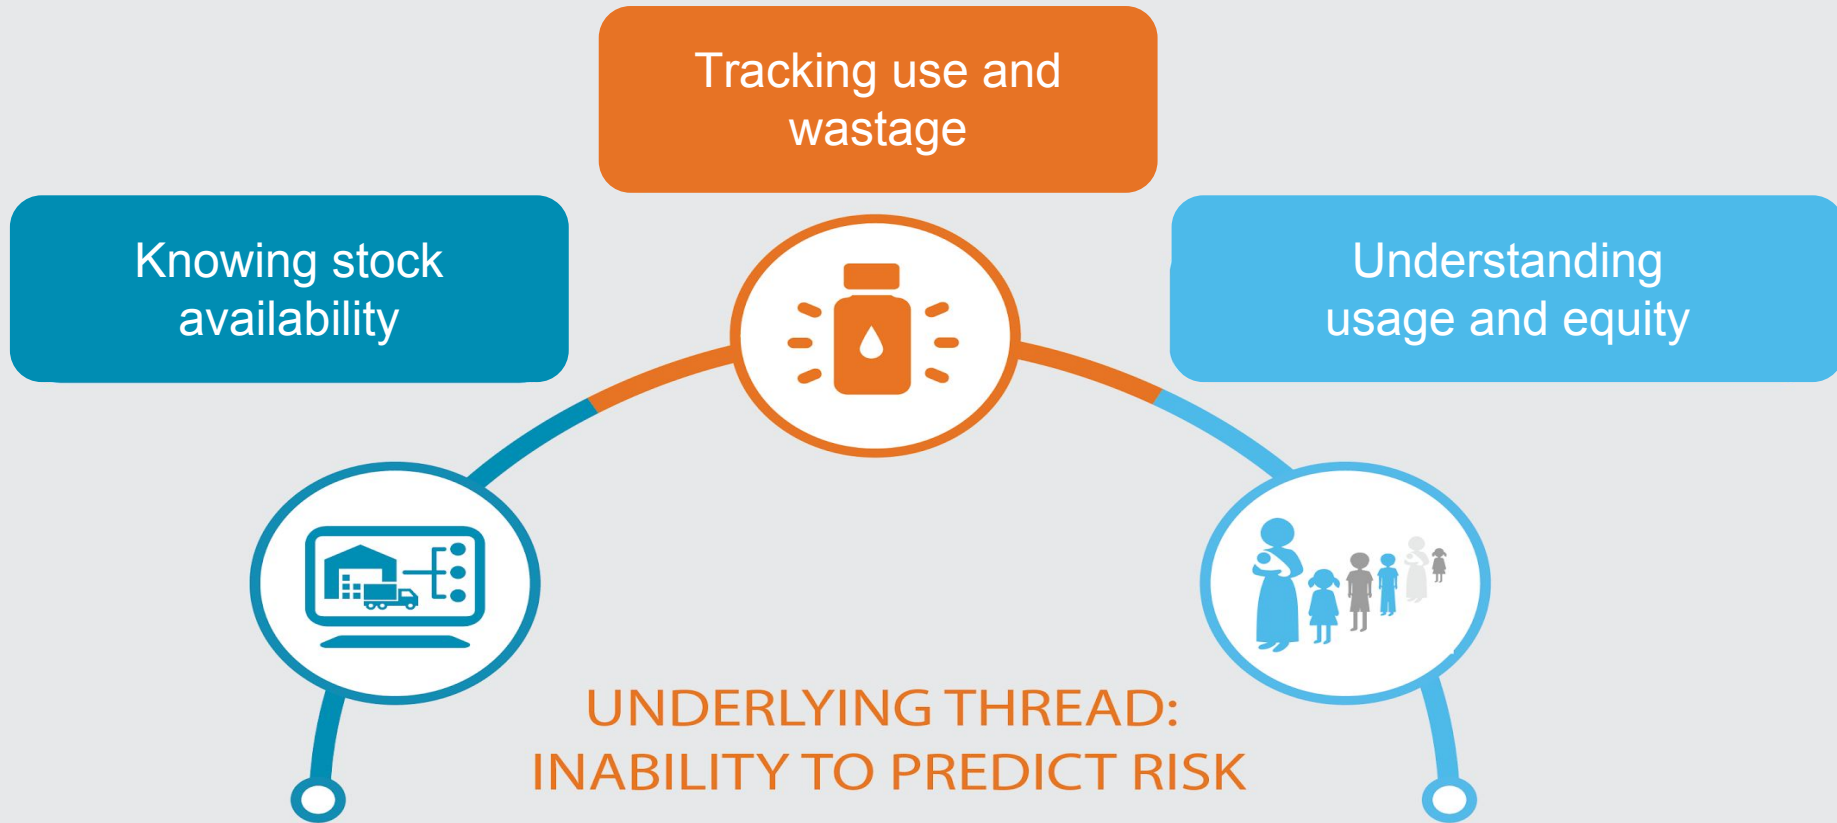 Tracking use and
wastage
Knowing stock
availability
Understanding
usage and equity
UNDERLYING THREAD:
INABILITY TO PREDICT RISK